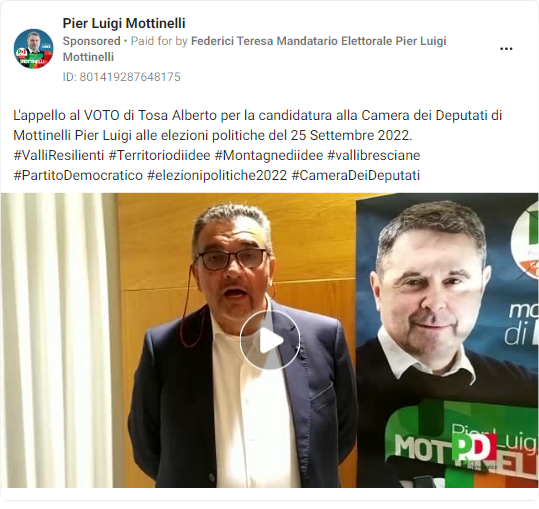 Pier Luigi Mottinelli
Sponsored • Paid for by Federici Teresa Mandatario Elettorale Pier Luigi
Mottinelli
ID: 801419287648175
L'appello al VOTO di Tosa Alberto per la candidatura alla Camera dei Deputati di
Mottinelli Pier Luigi alle elezioni politiche del 25 Settembre 2022.
#ValliResilienti #Territoriodiidee #Montagnediidee #vallibresciane
#PartitoDemocratico #elezionipolitiche2022 #CameraDeiDeputati
di
Pier Luigi
PD